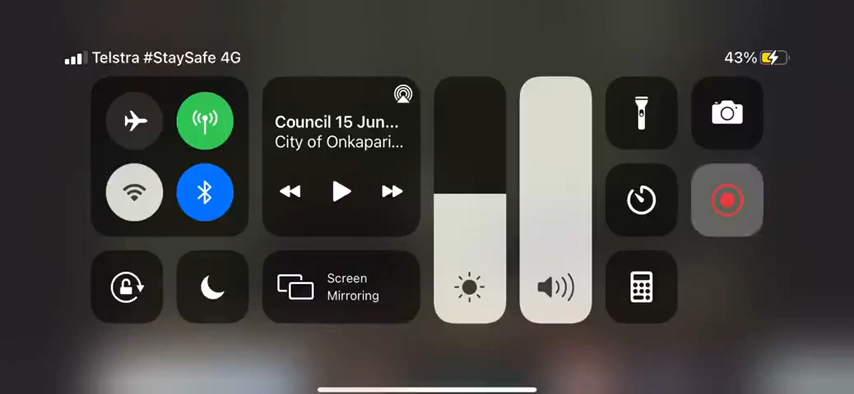 Telstra #StaySafe 4G
43%
Council 15 Jun...
City of Onkapari...
Screen
Mirroring